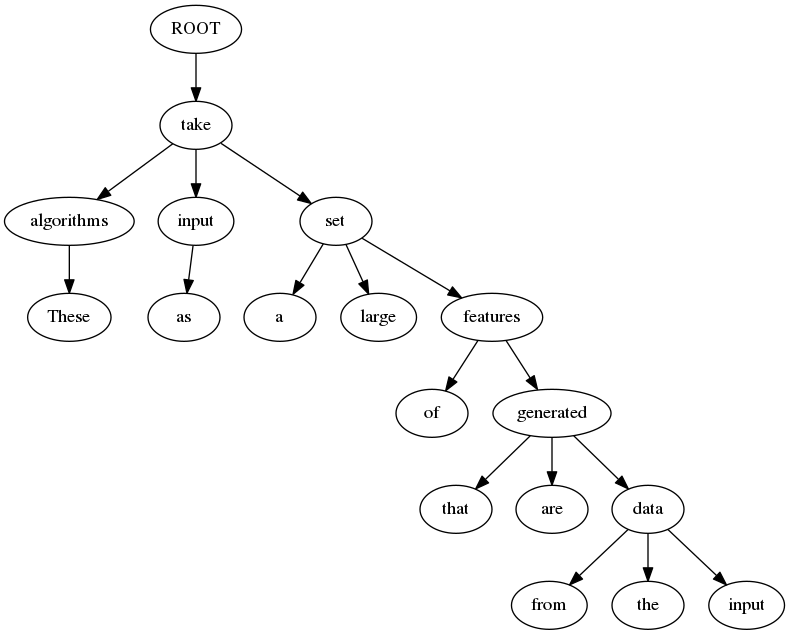 ROOT
take
algorithms input set
These as a large features
of generated
that are data
from the input